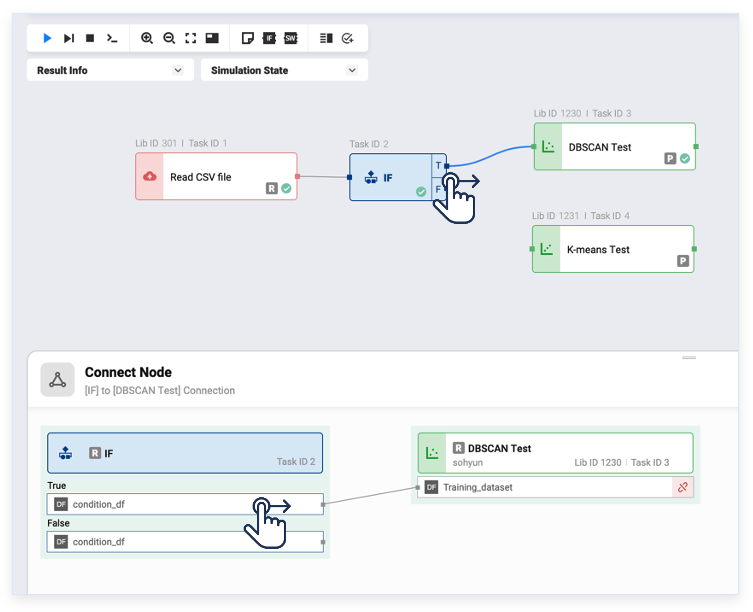 IF
SW
Result Info
Simulation State
Lib ID 1230 | Task ID 3
DBSCAN Test
P
Lib ID 301 | Task ID 1
Read CSV file
R
Task ID 2
IF
T
F
Lib ID 1231 | Task ID 4
K-means Test
P
Connect Node
[IF] to [DBSCAN Test] Connection
R IF
Task ID 2
True
DF condition_df
False
DF condition_df
R DBSCAN Test
sohyun Lib ID 1230 | Task ID 3
DF Training_dataset